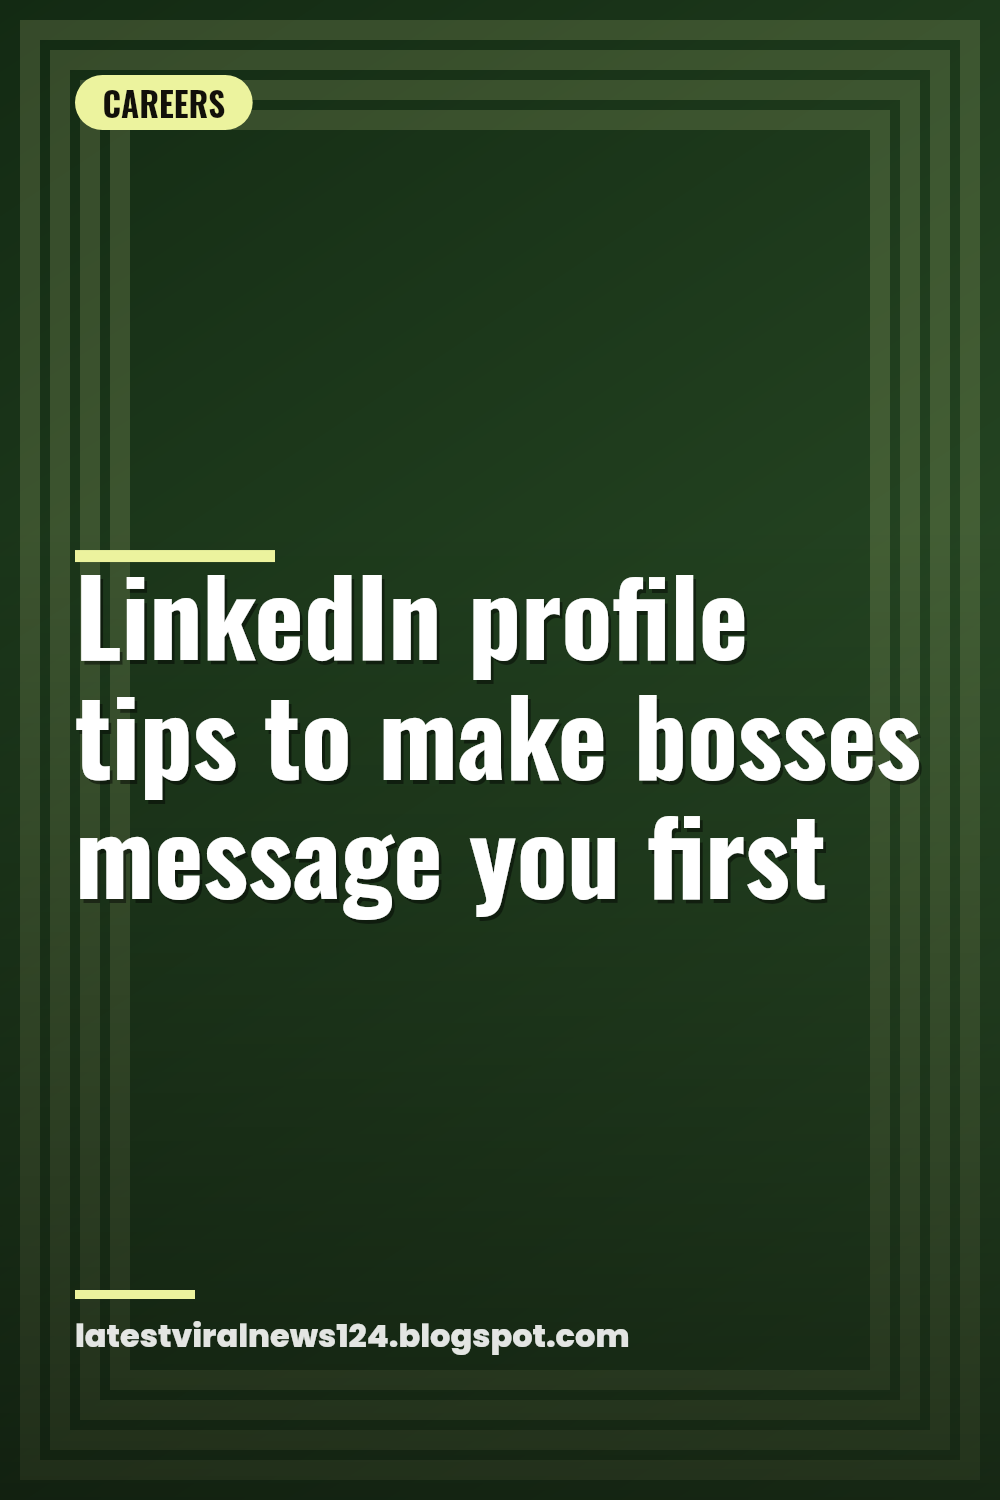 CAREERS
LinkedIn profile
tips to make bosses
message you first
latestviralnews124.blogspot.com